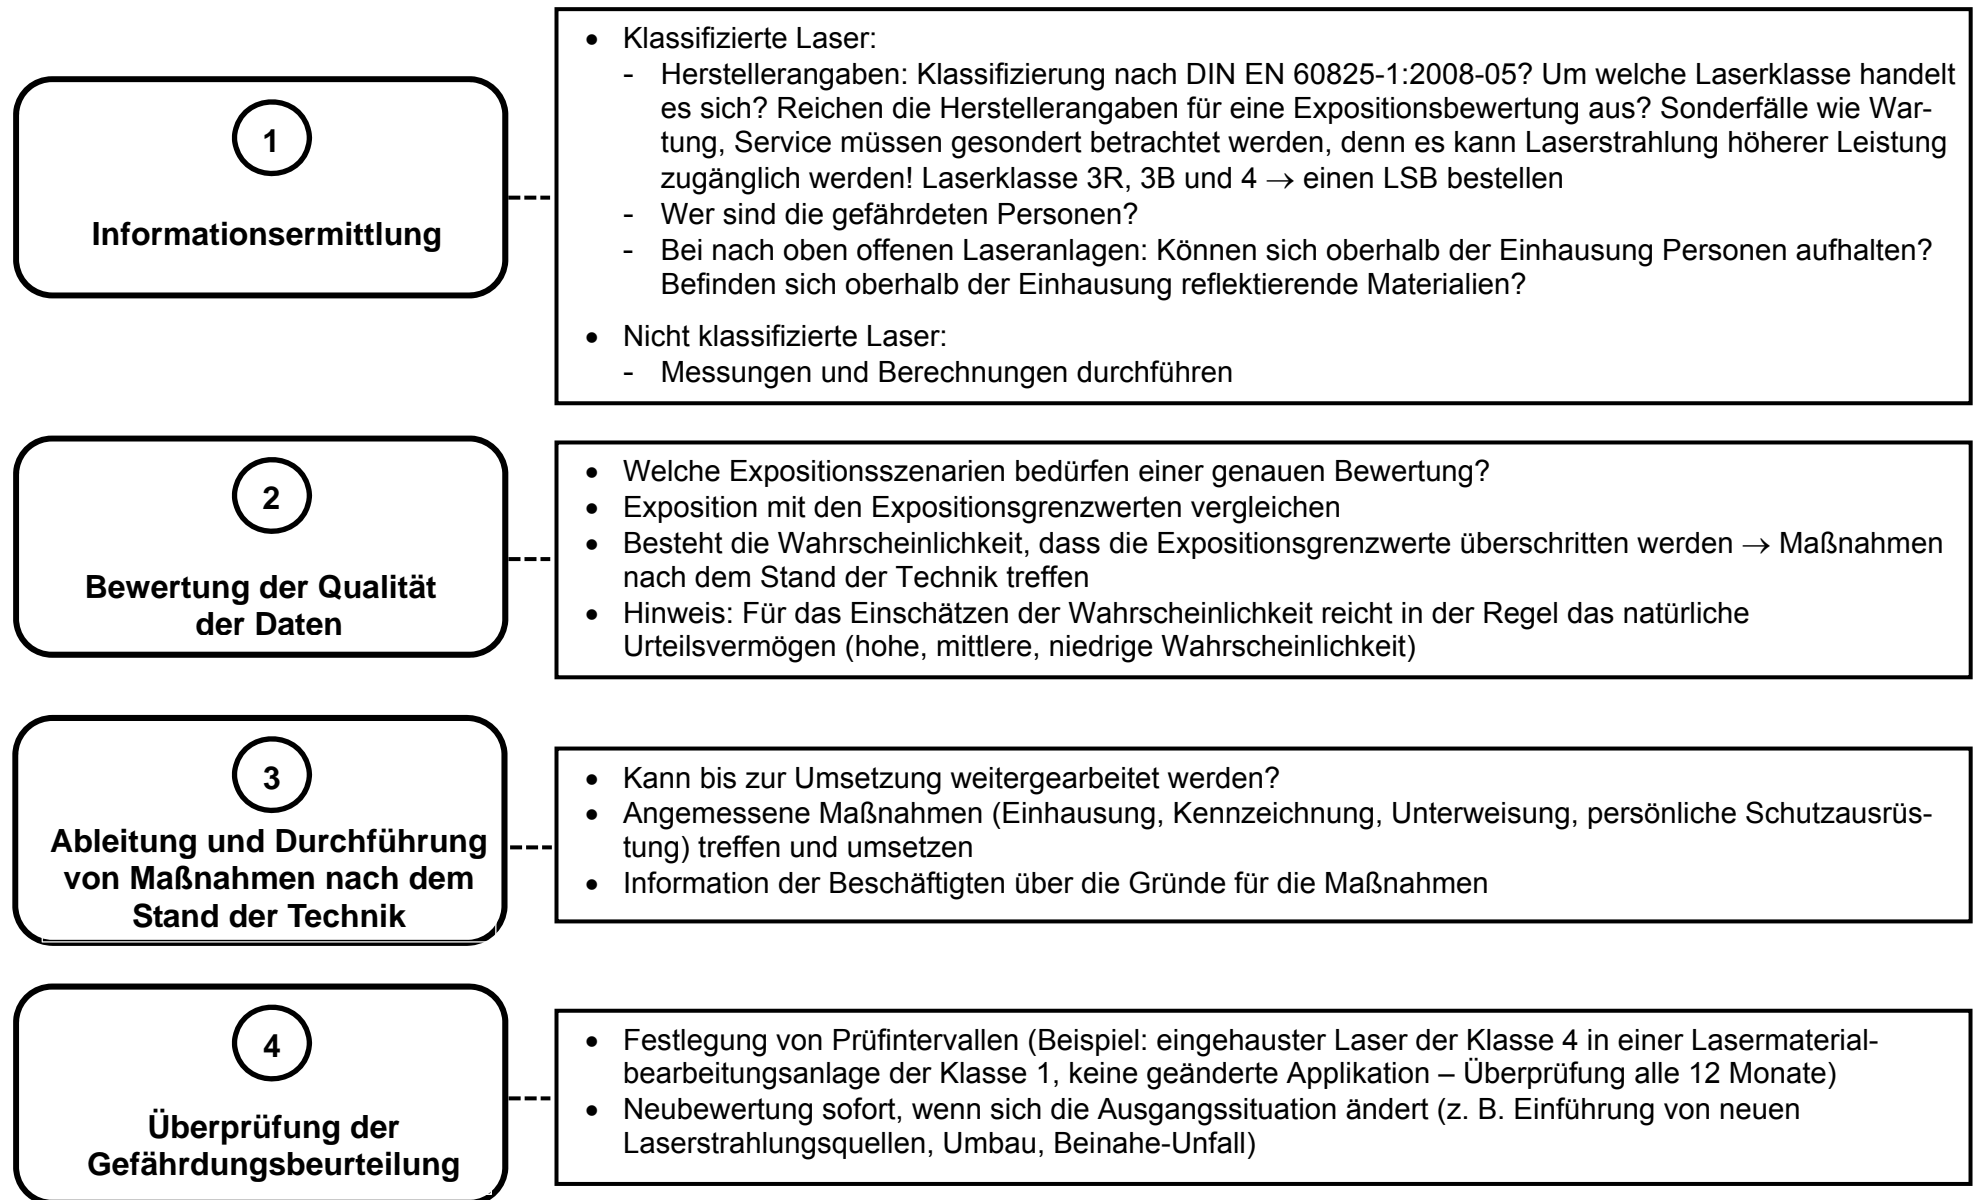 1
Informationsermittlung
• Klassifizierte Laser:
- Herstellerangaben: Klassifizierung nach DIN EN 60825-1:2008-05? Um welche Laserklasse handelt
es sich? Reichen die Herstellerangaben für eine Expositionsbewertung aus? Sonderfälle wie War-
tung, Service müssen gesondert betrachtet werden, denn es kann Laserstrahlung höherer Leistung
zugänglich werden! Laserklasse 3R, 3B und 4 → einen LSB bestellen
- Wer sind die gefährdeten Personen?
- Bei nach oben offenen Laseranlagen: Können sich oberhalb der Einhausung Personen aufhalten?
Befinden sich oberhalb der Einhausung reflektierende Materialien?
• Nicht klassifizierte Laser:
- Messungen und Berechnungen durchführen
2
Bewertung der Qualität
der Daten
• Welche Expositionsszenarien bedürfen einer genauen Bewertung?
• Exposition mit den Expositionsgrenzwerten vergleichen
• Besteht die Wahrscheinlichkeit, dass die Expositionsgrenzwerte überschritten werden → Maßnahmen
nach dem Stand der Technik treffen
• Hinweis: Für das Einschätzen der Wahrscheinlichkeit reicht in der Regel das natürliche
Urteilsvermögen (hohe, mittlere, niedrige Wahrscheinlichkeit)
3
Ableitung und Durchführung
von Maßnahmen nach dem
Stand der Technik
• Kann bis zur Umsetzung weitergearbeitet werden?
• Angemessene Maßnahmen (Einhausung, Kennzeichnung, Unterweisung, persönliche Schutzausrüs-
tung) treffen und umsetzen
• Information der Beschäftigten über die Gründe für die Maßnahmen
4
Überprüfung der
Gefährdungsbeurteilung
• Festlegung von Prüfintervallen (Beispiel: eingehauster Laser der Klasse 4 in einer Lasermaterial-
bearbeitungsanlage der Klasse 1, keine geänderte Applikation – Überprüfung alle 12 Monate)
• Neubewertung sofort, wenn sich die Ausgangssituation ändert (z. B. Einführung von neuen
Laserstrahlungsquellen, Umbau, Beinahe-Unfall)